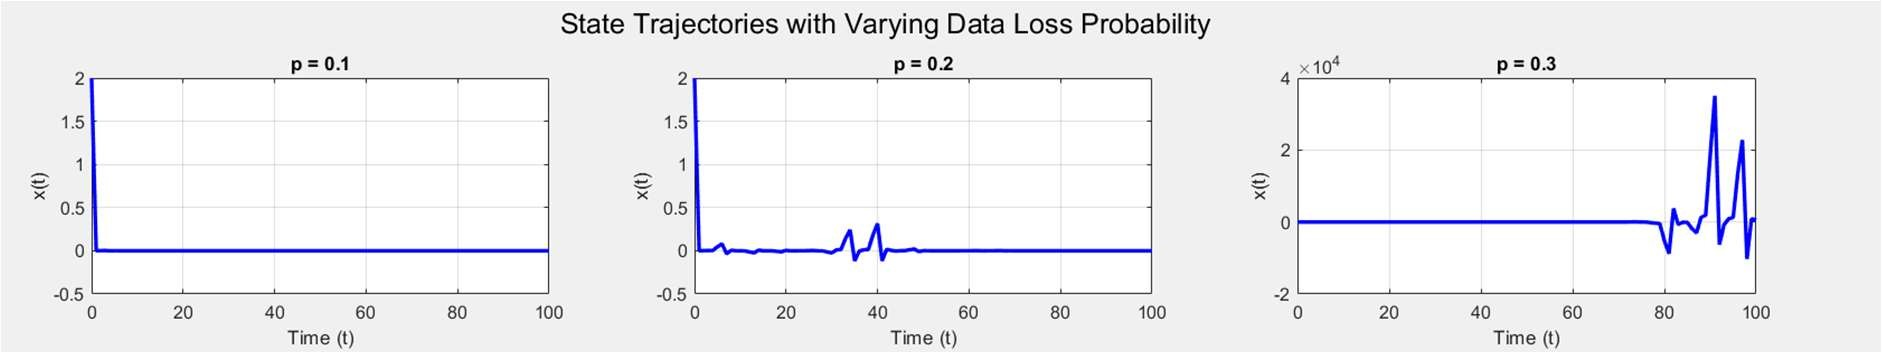 State Trajectories with Varying Data Loss Probability
p = 0.1
2
1.5
1
0.5
0
-0.5
x(t)
0 20 40 60 80 100
Time (t)
p = 0.2
2
1.5
1
0.5
0
-0.5
x(t)
0 20 40 60 80 100
Time (t)
p = 0.3
×10⁴
4
2
0
-2
x(t)
0 20 40 60 80 100
Time (t)